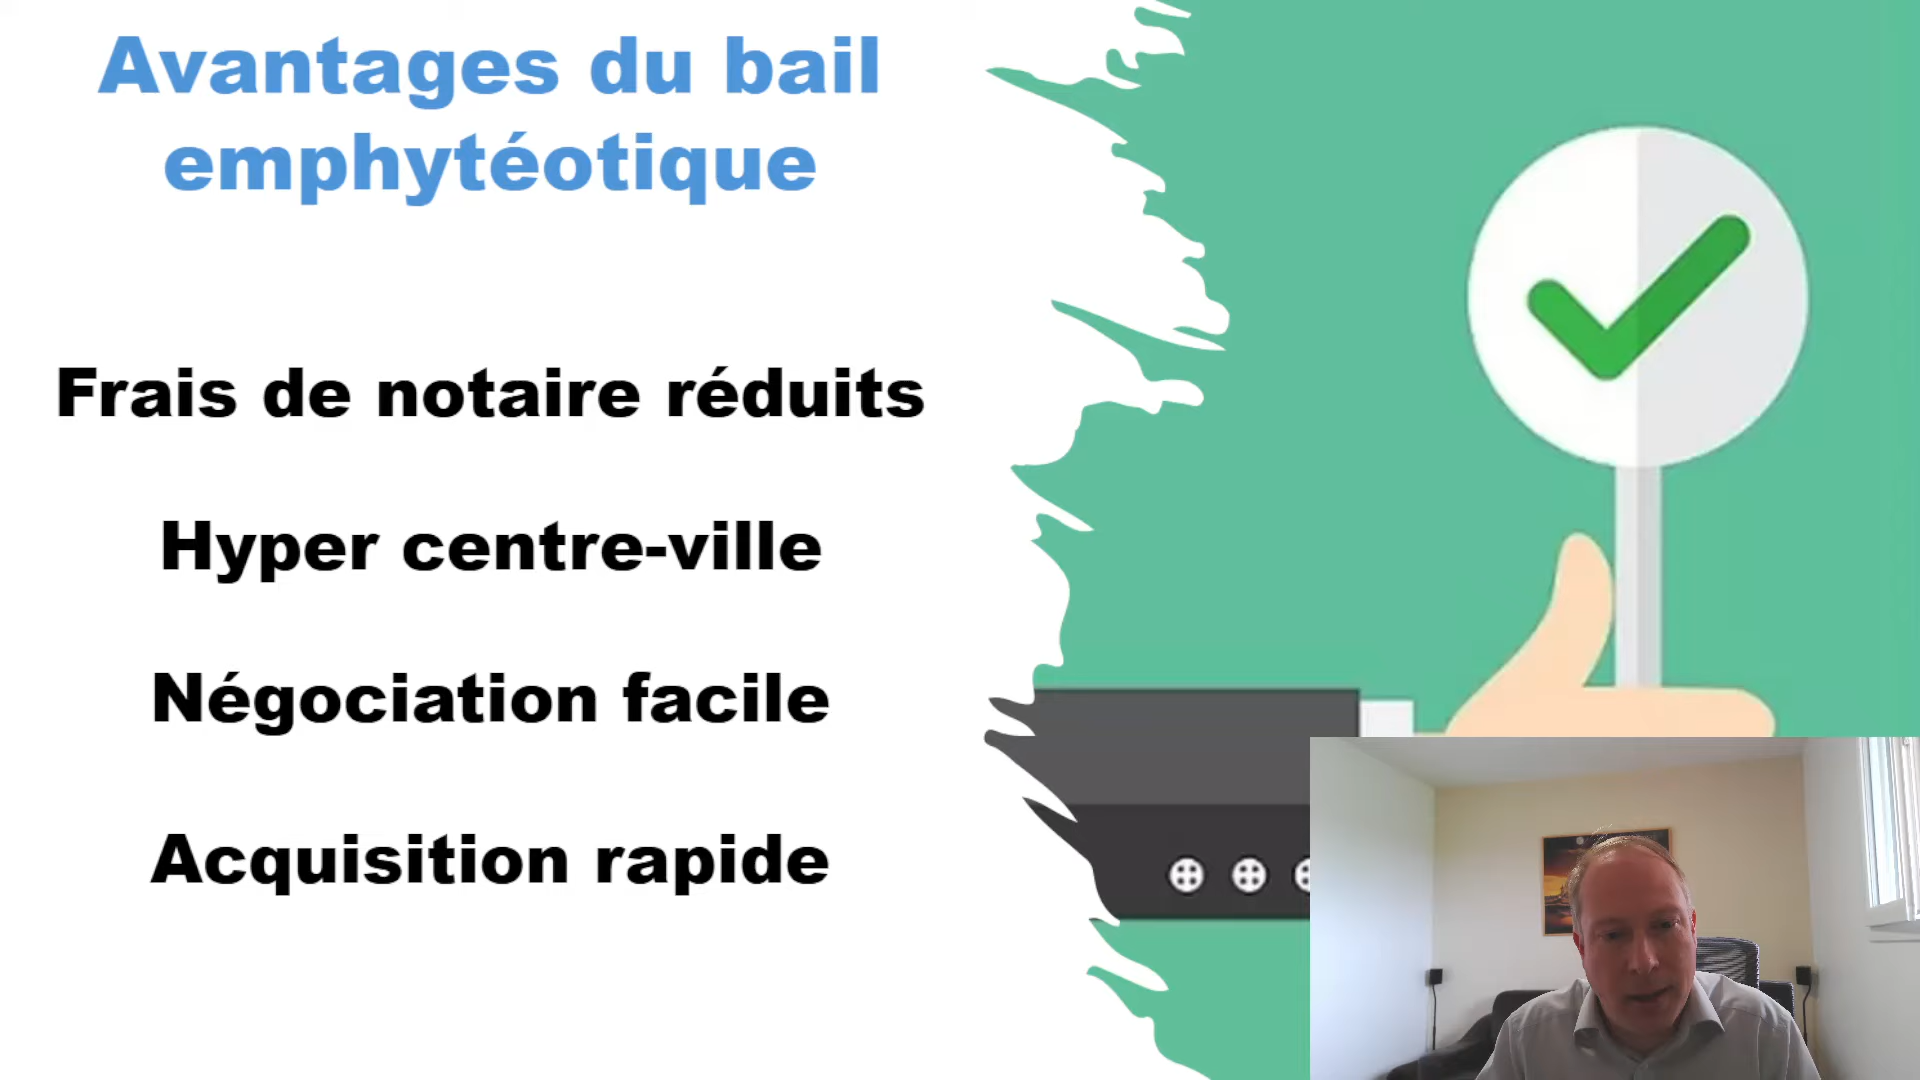 Avantages du bail
emphytéotique
Frais de notaire réduits
Hyper centre-ville
Négociation facile
Acquisition rapide